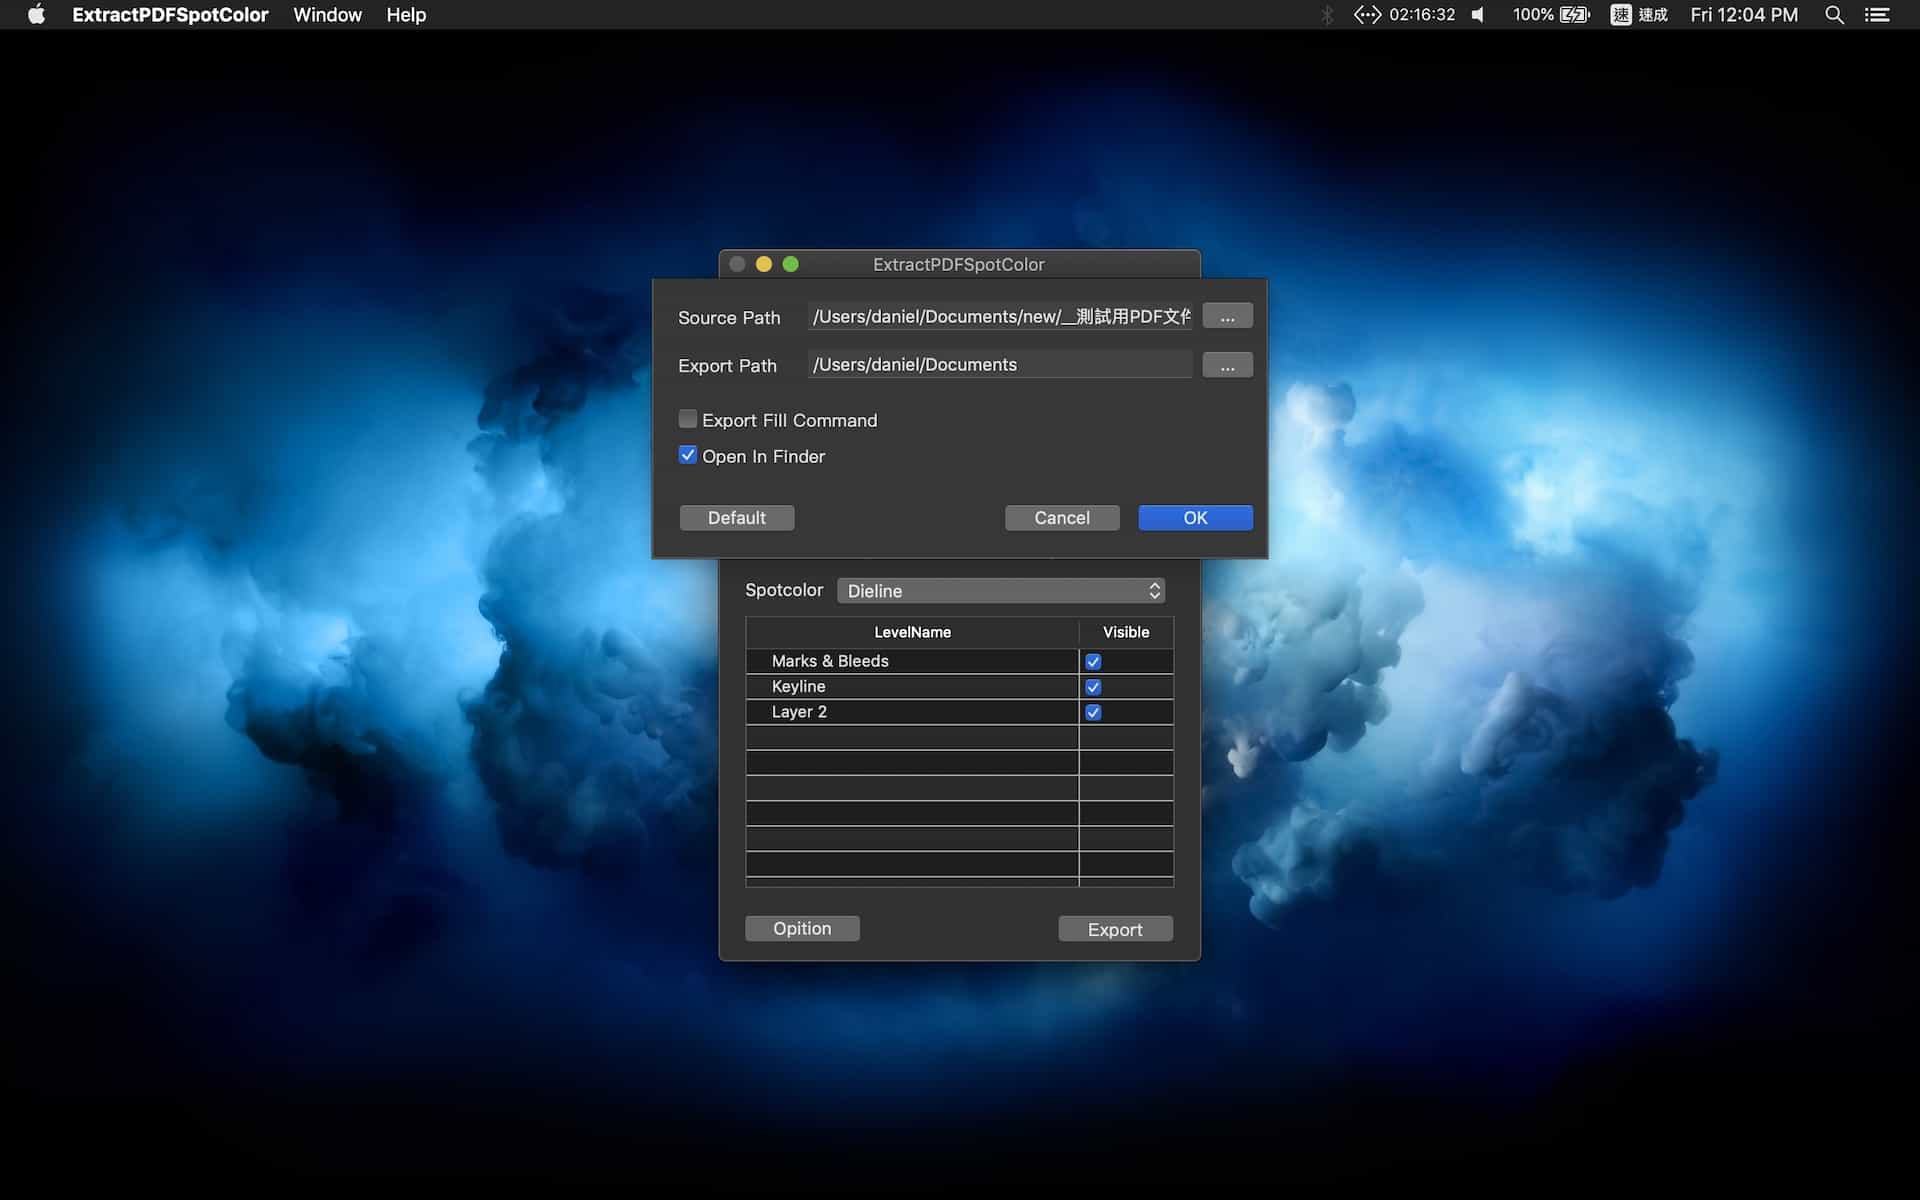 ExtractPDFSpotColor Window Help 02:16:32 100% 速 速成 Fri 12:04 PM
ExtractPDFSpotColor
Source Path /Users/daniel/Documents/new/__測試用PDF文件 ...
Export Path /Users/daniel/Documents ...
Export Fill Command
Open In Finder
Default Cancel OK
Spotcolor Dieline
LevelName Visible
Marks & Bleeds
Keyline
Layer 2
Opition Export